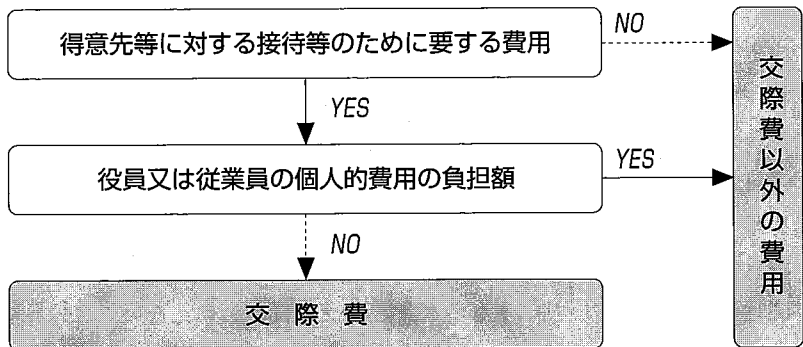 得意先等に対する接待等のために要する費用
NO
YES
役員又は従業員の個人的費用の負担額
YES
NO
交際費
交際費以外の費用